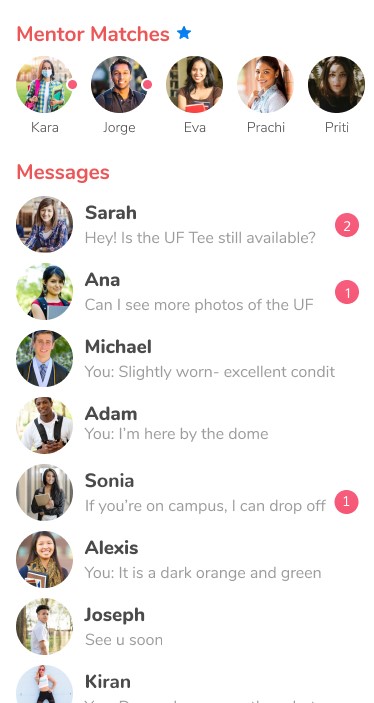 Mentor Matches
Kara Jorge Eva Prachi Priti
Messages
Sarah
Hey! Is the UF Tee still available?
2
Ana
Can I see more photos of the UF
1
Michael
You: Slightly worn- excellent condit
Adam
You: I'm here by the dome
Sonia
If you're on campus, I can drop off
1
Alexis
You: It is a dark orange and green
Joseph
See u soon
Kiran